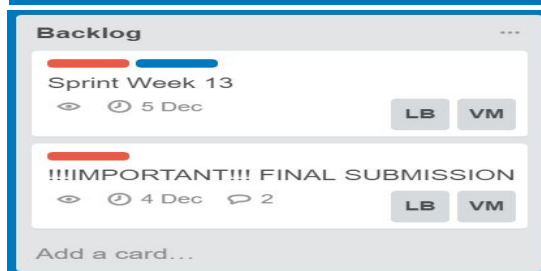 Backlog ...
Sprint Week 13
5 Dec
LB VM
!!!IMPORTANT!!! FINAL SUBMISSION
4 Dec 2
LB VM
Add a card...